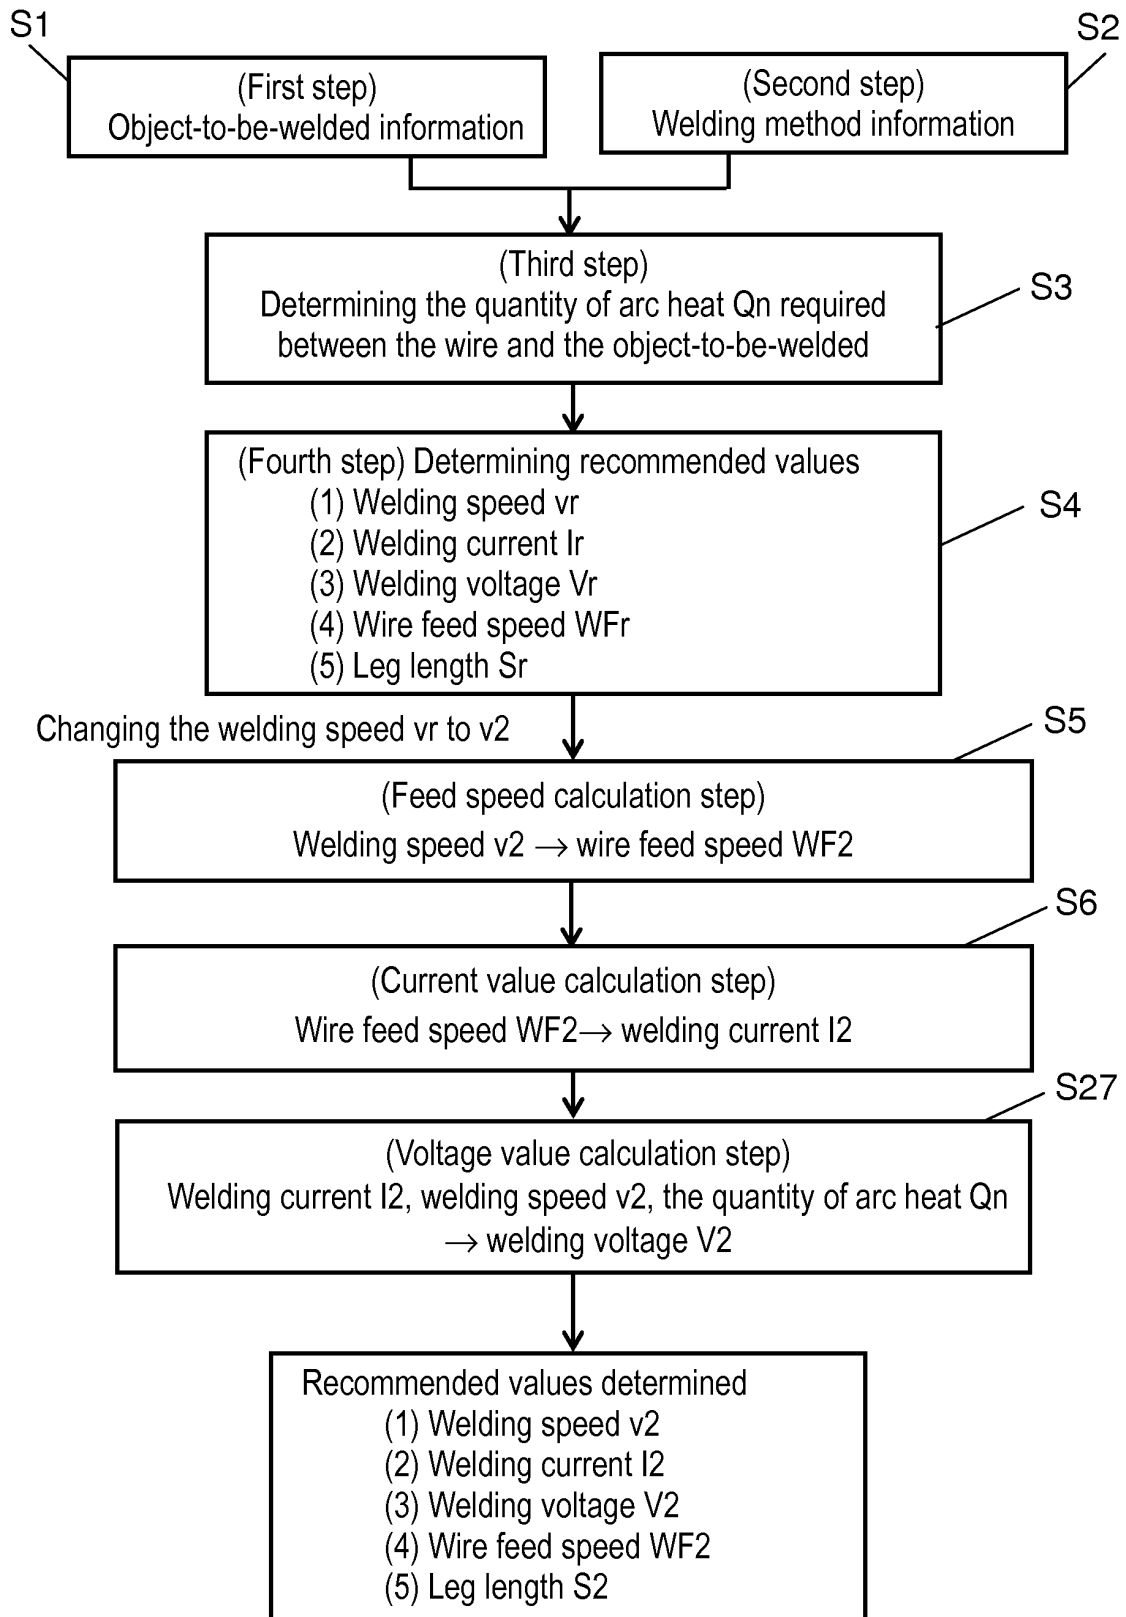 S1
S2
(First step)
Object-to-be-welded information
(Second step)
Welding method information
(Third step)
Determining the quantity of arc heat Qn required
between the wire and the object-to-be-welded
S3
(Fourth step) Determining recommended values
(1) Welding speed vr
(2) Welding current Ir
(3) Welding voltage Vr
(4) Wire feed speed WFr
(5) Leg length Sr
S4
Changing the welding speed vr to v2
S5
(Feed speed calculation step)
Welding speed v2 → wire feed speed WF2
S6
(Current value calculation step)
Wire feed speed WF2→ welding current I2
S27
(Voltage value calculation step)
Welding current I2, welding speed v2, the quantity of arc heat Qn
→ welding voltage V2
Recommended values determined
(1) Welding speed v2
(2) Welding current I2
(3) Welding voltage V2
(4) Wire feed speed WF2
(5) Leg length S2